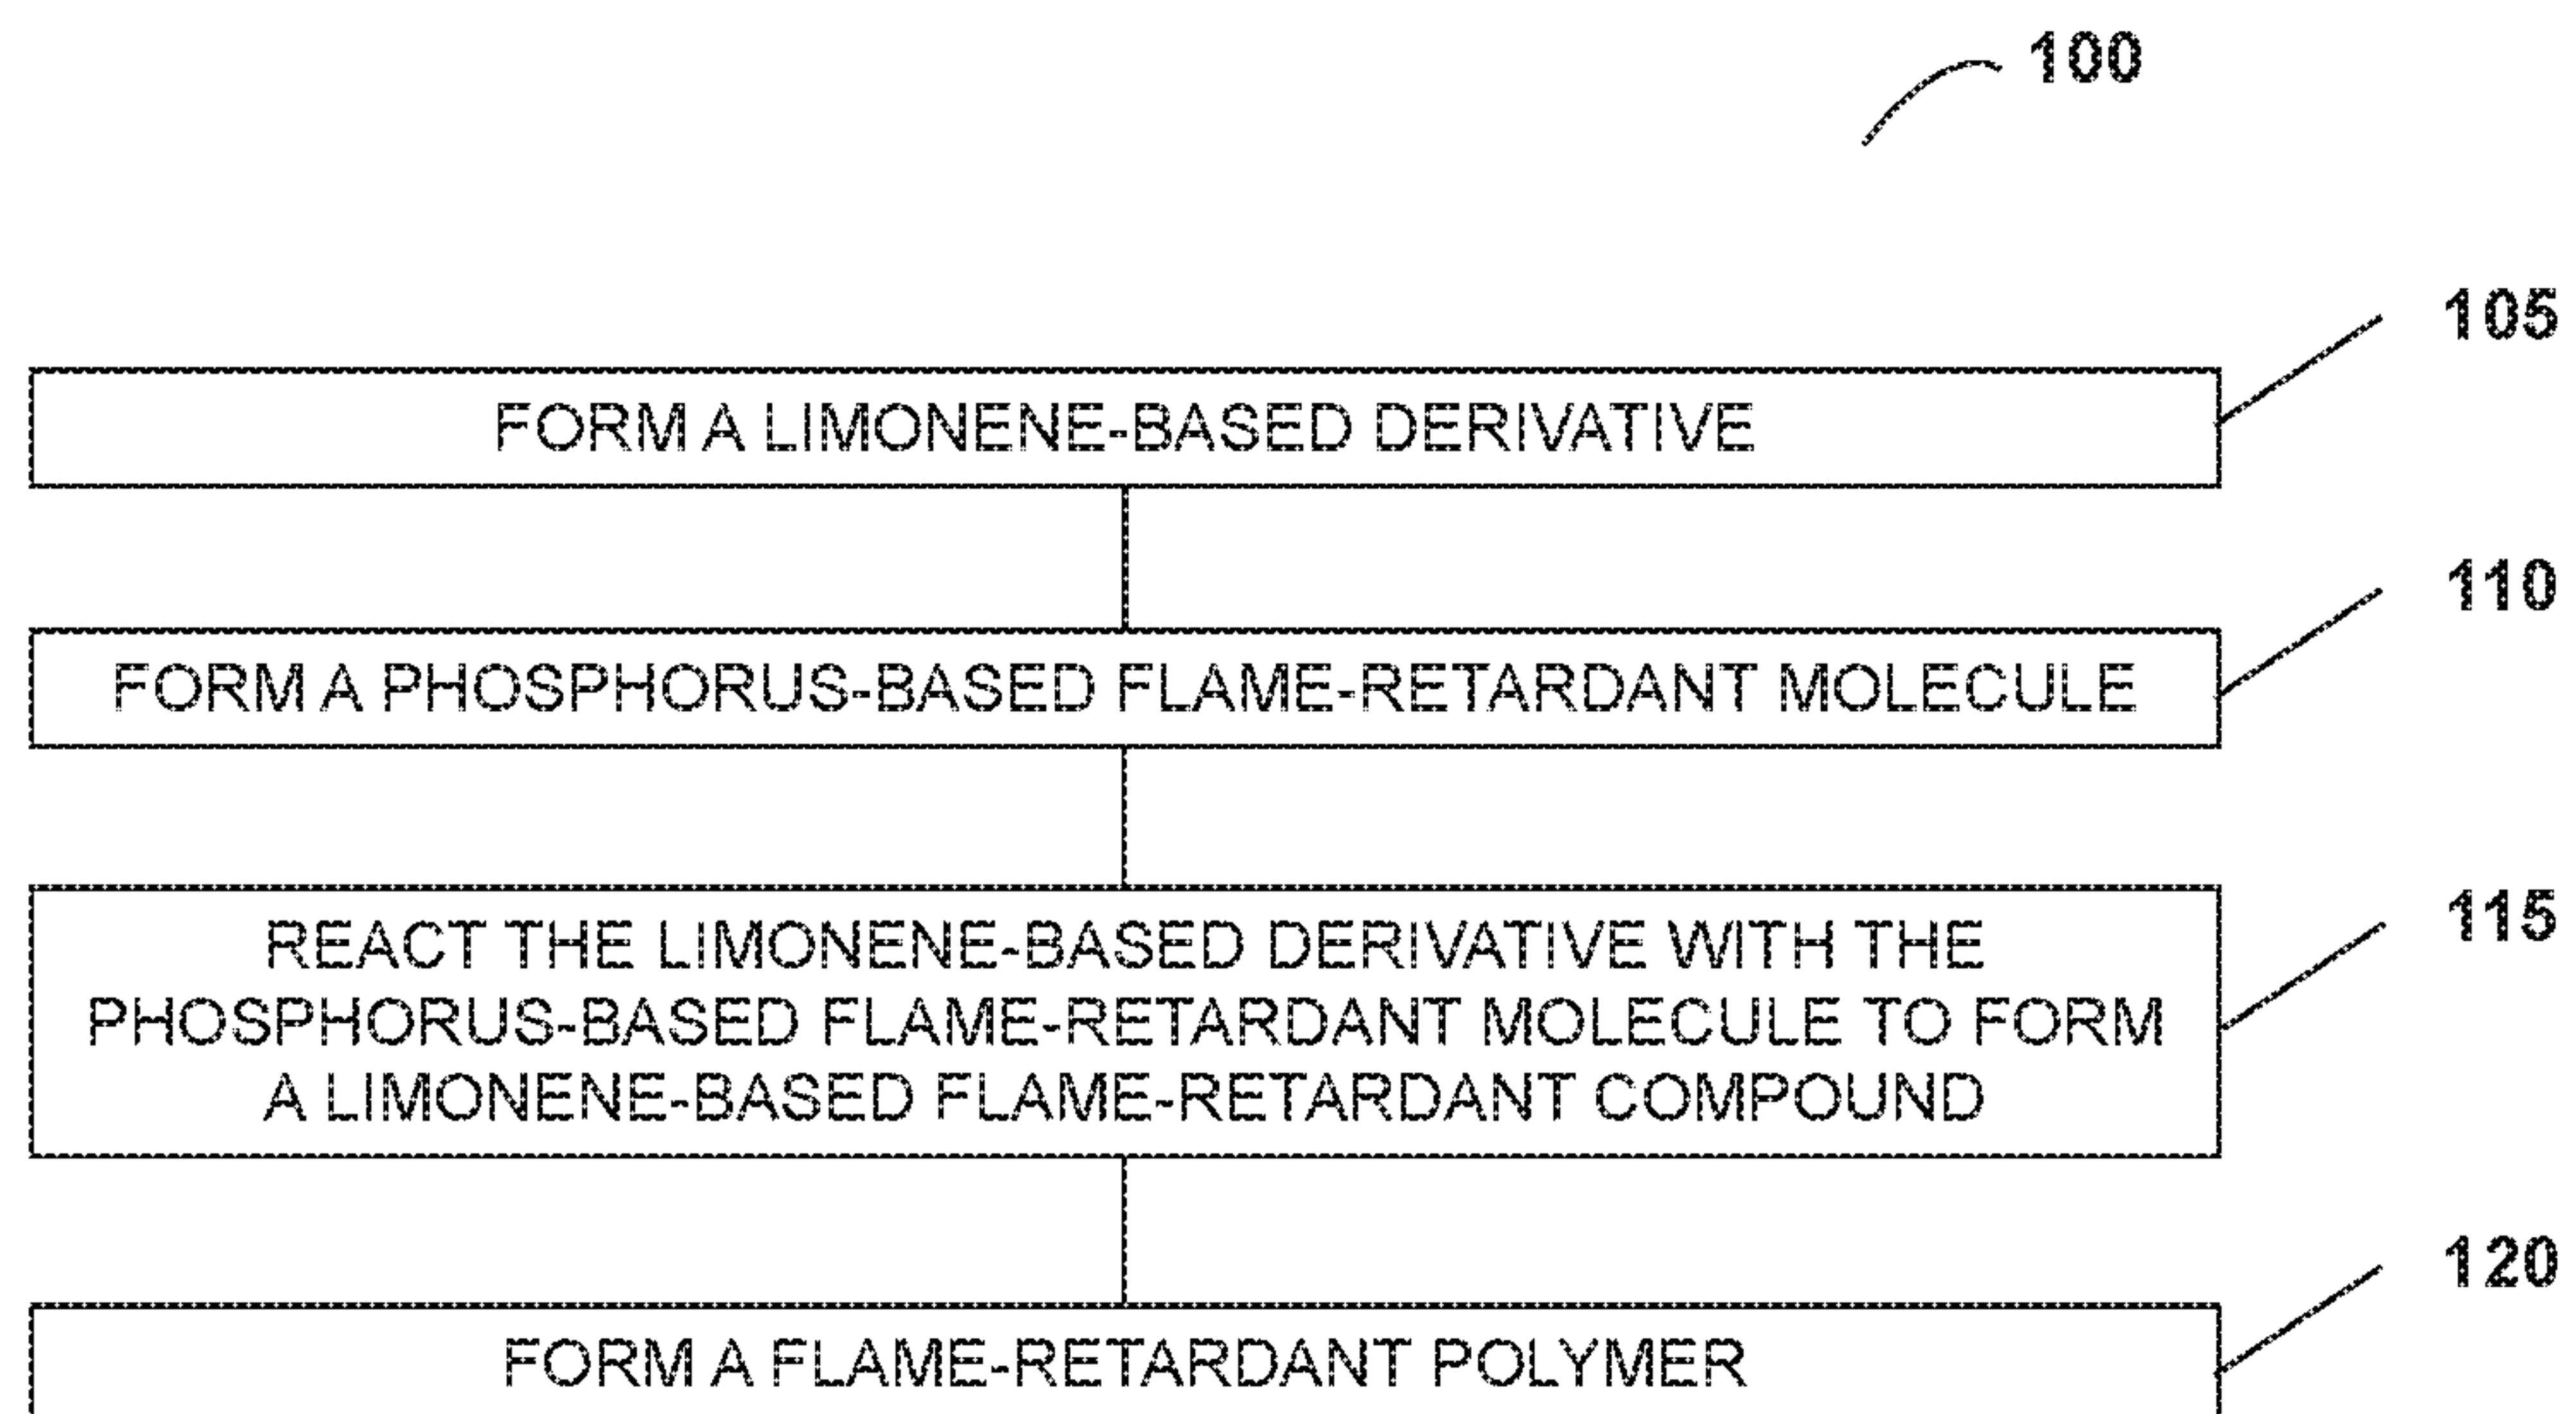 100
105
FORM A LIMONENE-BASED DERIVATIVE
110
FORM A PHOSPHORUS-BASED FLAME-RETARDANT MOLECULE
115
REACT THE LIMONENE-BASED DERIVATIVE WITH THE
PHOSPHORUS-BASED FLAME-RETARDANT MOLECULE TO FORM
A LIMONENE-BASED FLAME-RETARDANT COMPOUND
120
FORM A FLAME-RETARDANT POLYMER